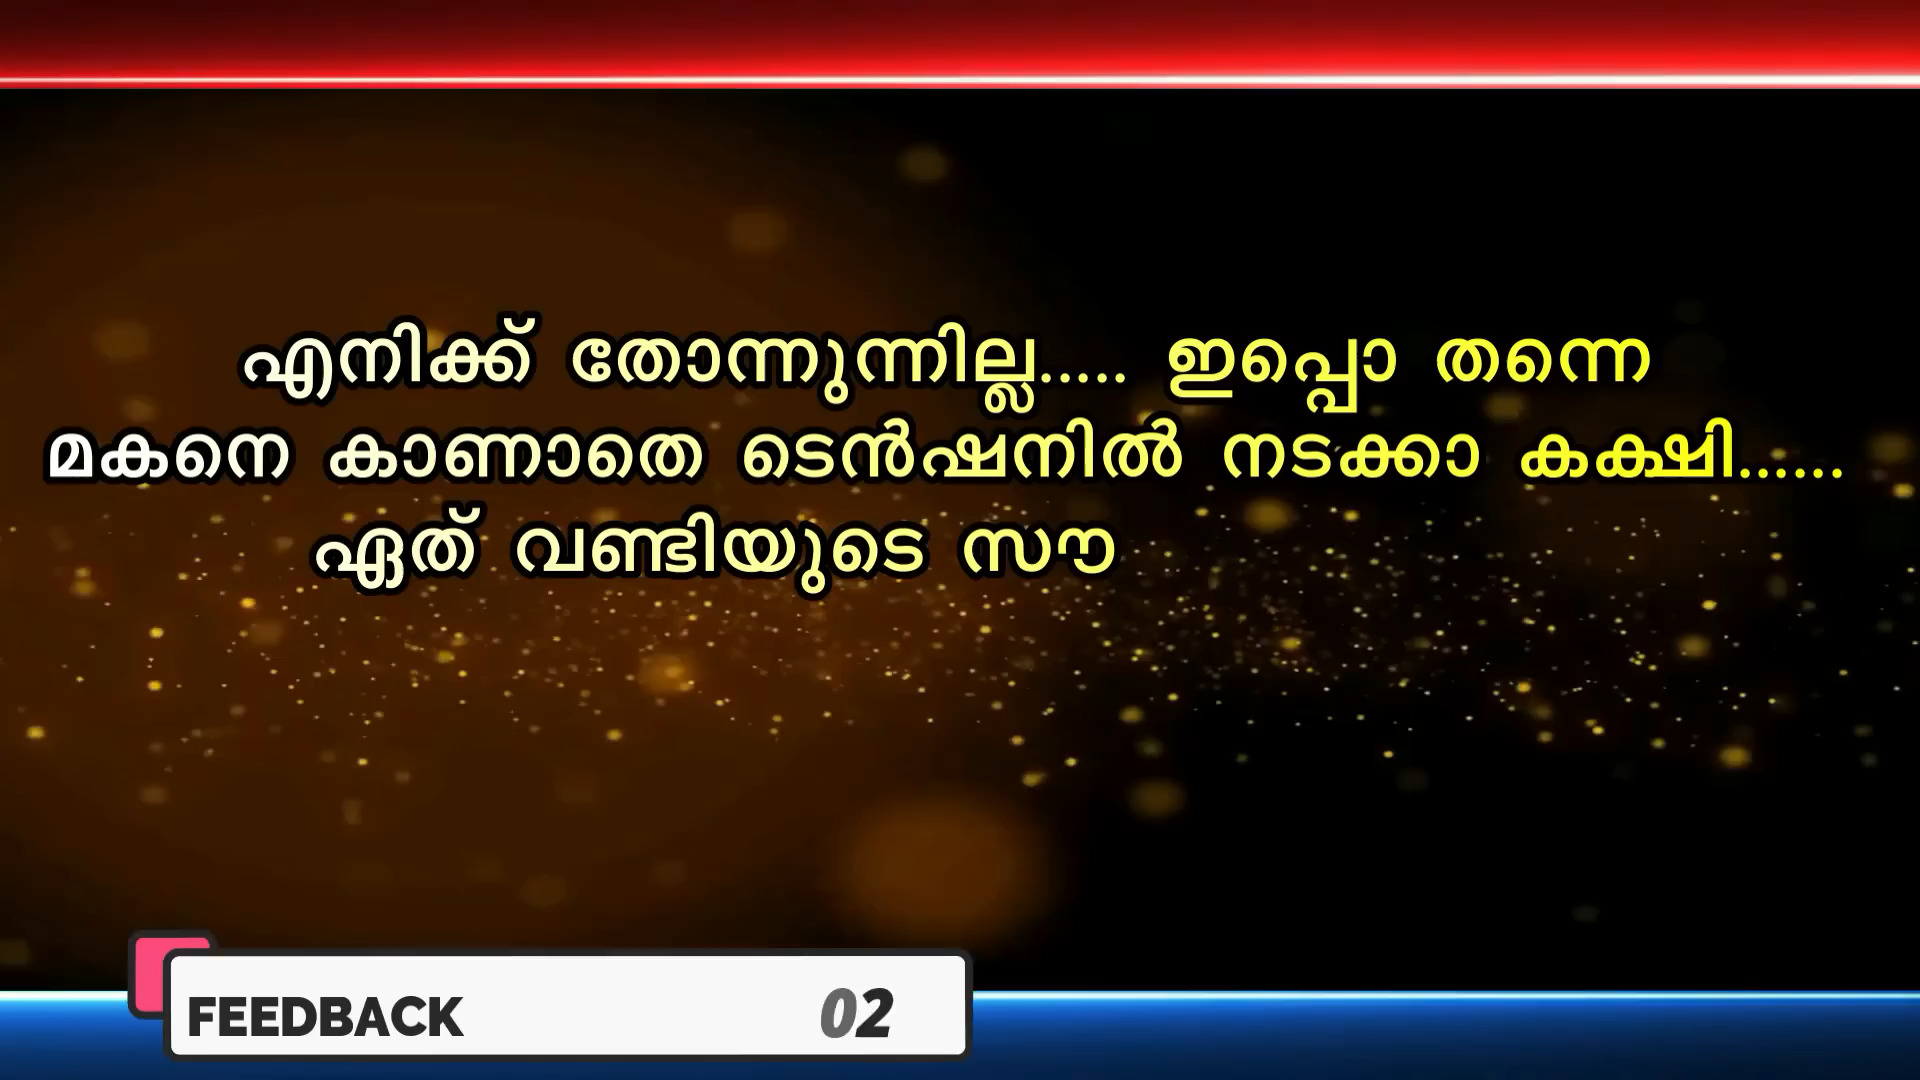 എനിക്ക് തോന്നുന്നില്ല..... ഇപ്പൊ തന്നെ
മകനെ കാണാതെ ടെൻഷനിൽ നടക്കാ കക്ഷി......
ഏത് വണ്ടിയുടെ സൗ
FEEDBACK 02